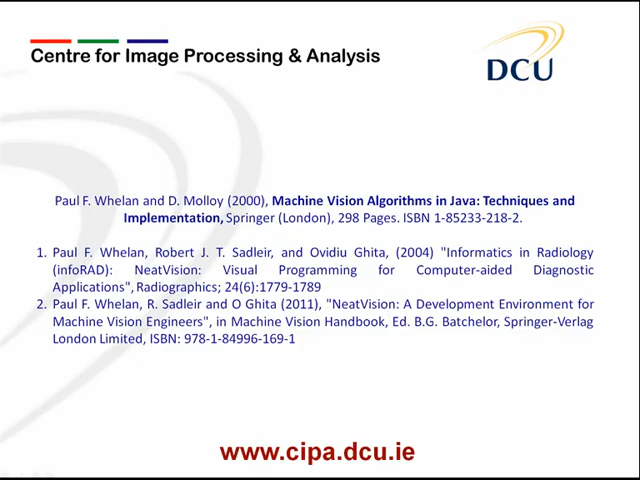 Centre for Image Processing & Analysis
DCU
Paul F. Whelan and D. Molloy (2000), Machine Vision Algorithms in Java: Techniques and
Implementation, Springer (London), 298 Pages. ISBN 1-85233-218-2.
1. Paul F. Whelan, Robert J. T. Sadleir, and Ovidiu Ghita, (2004) "Informatics in Radiology
(infoRAD): NeatVision: Visual Programming for Computer-aided Diagnostic
Applications", Radiographics; 24(6):1779-1789
2. Paul F. Whelan, R. Sadleir and O Ghita (2011), "NeatVision: A Development Environment for
Machine Vision Engineers", in Machine Vision Handbook, Ed. B.G. Batchelor, Springer-Verlag
London Limited, ISBN: 978-1-84996-169-1
www.cipa.dcu.ie